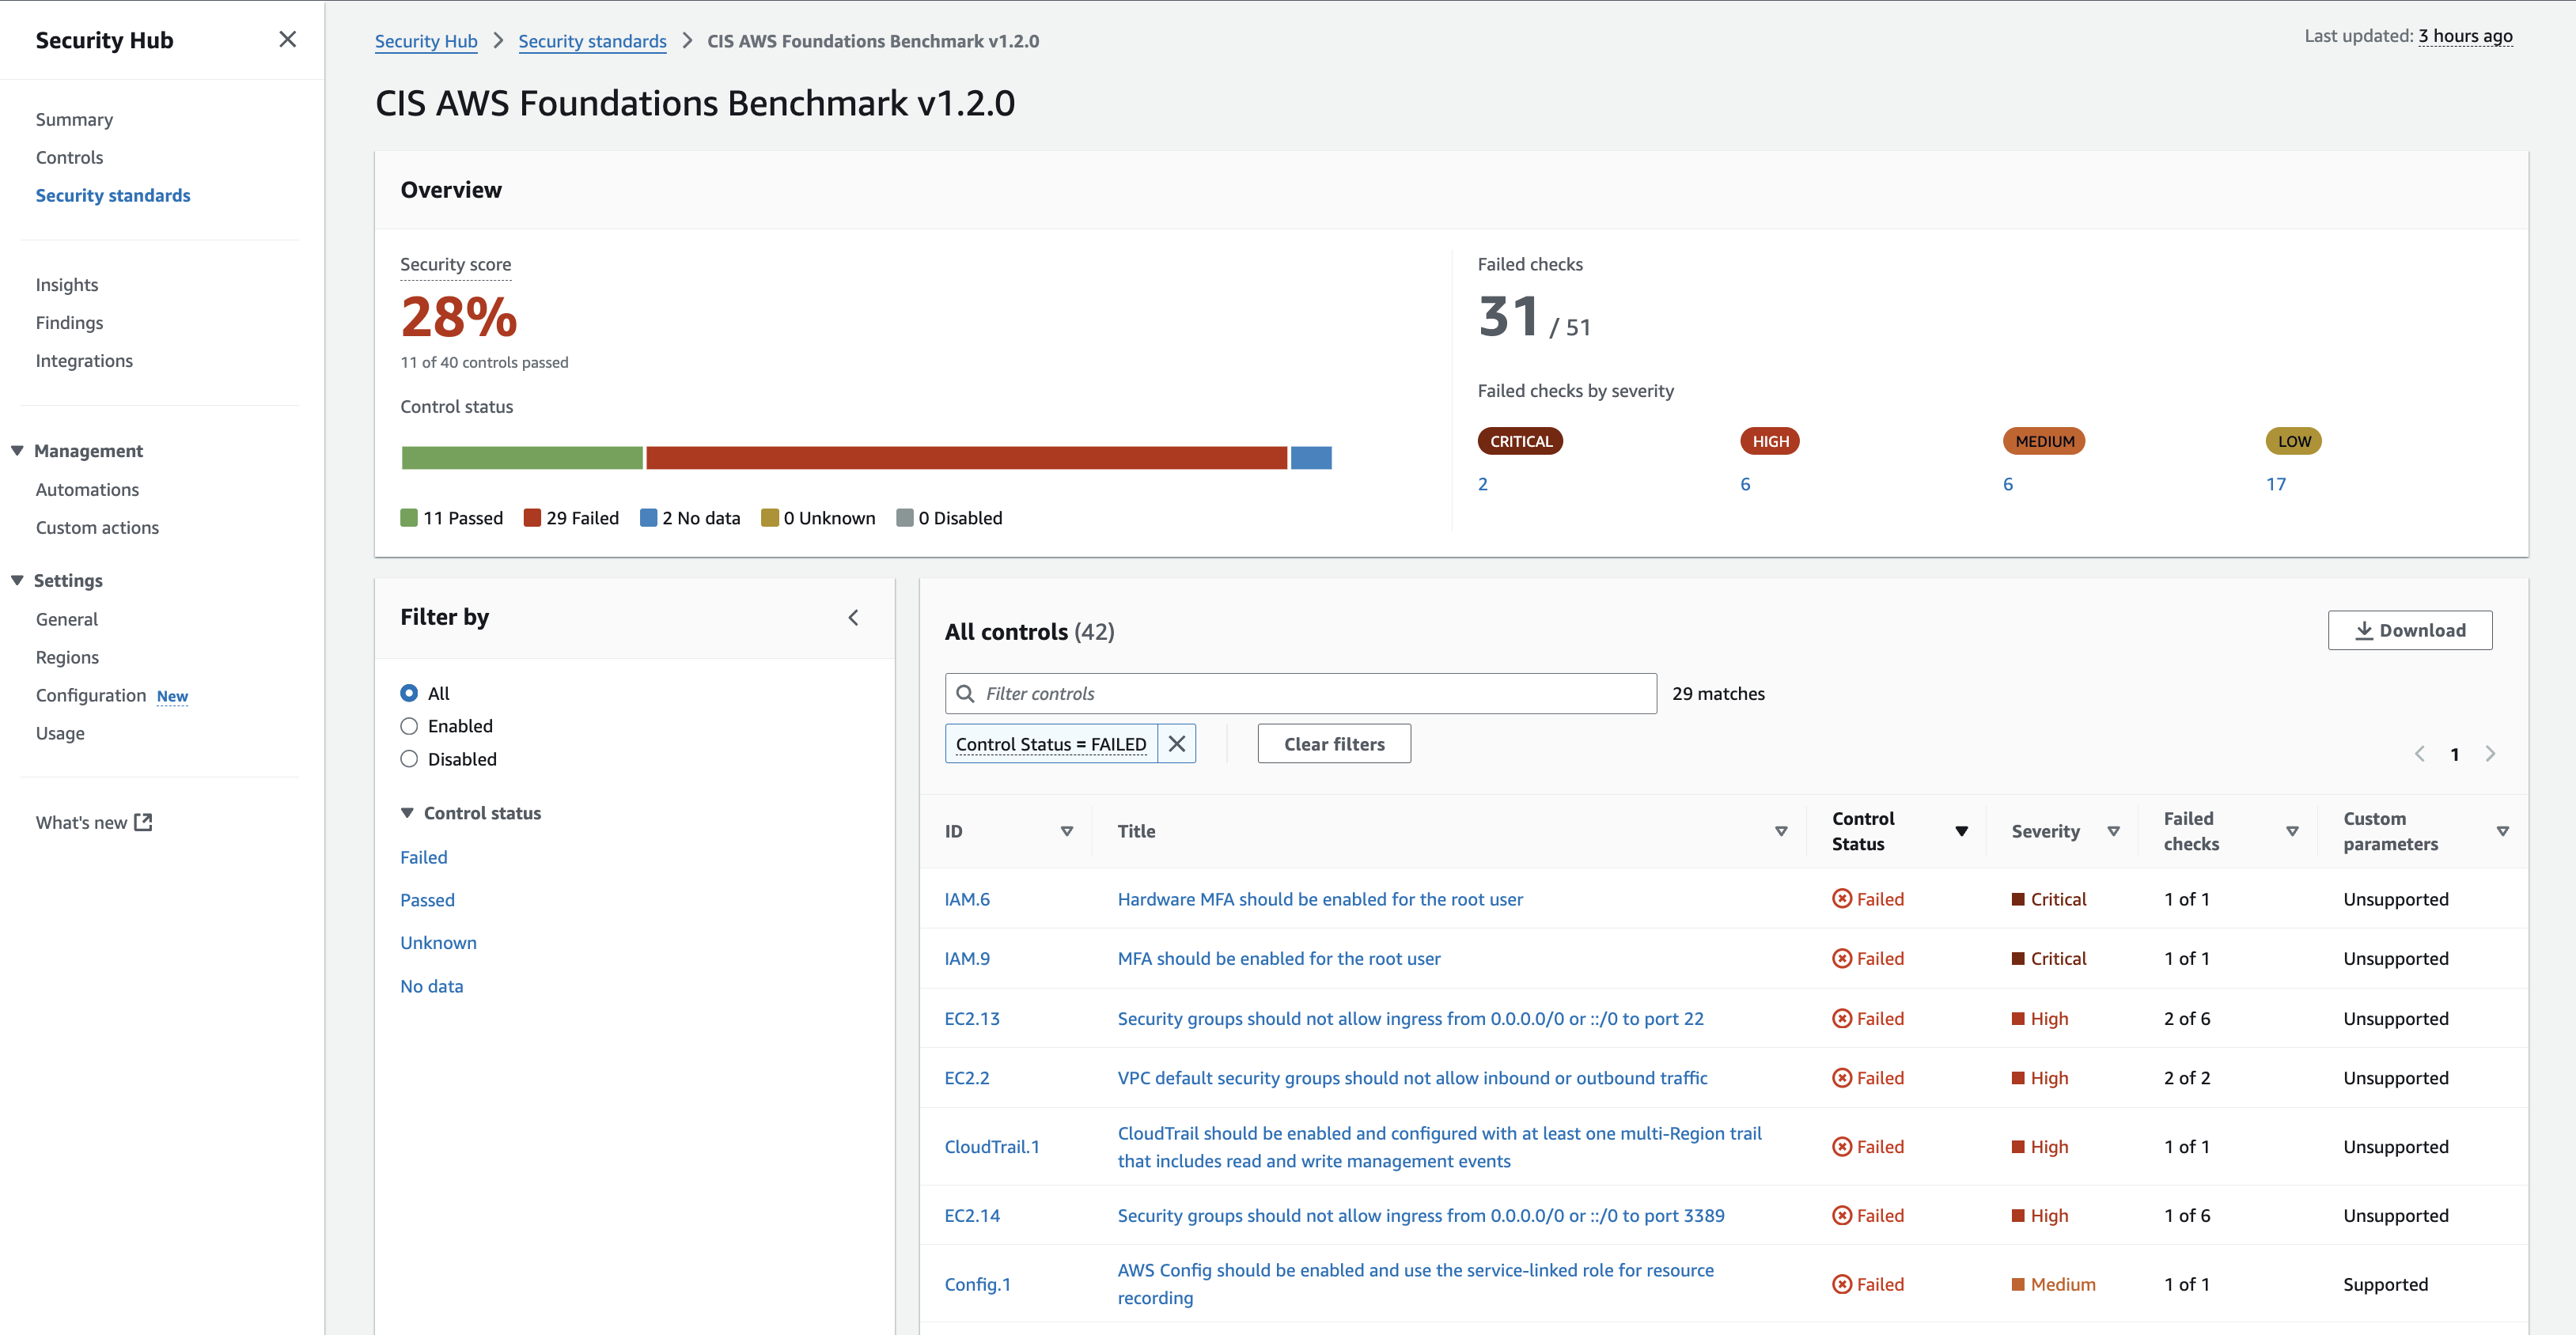 Security Hub
Summary
Controls
Security standards
Insights
Findings
Integrations
Management
Automations
Custom actions
Settings
General
Regions
Configuration New
Usage
What's new
Security Hub > Security standards > CIS AWS Foundations Benchmark v1.2.0
Last updated: 3 hours ago
CIS AWS Foundations Benchmark v1.2.0
Overview
Security score
28%
11 of 40 controls passed
Control status
11 Passed 29 Failed 2 No data 0 Unknown 0 Disabled
Failed checks
31 / 51
Failed checks by severity
CRITICAL HIGH MEDIUM LOW
2 6 6 17
Filter by
All
Enabled
Disabled
Control status
Failed
Passed
Unknown
No data
All controls (42)
Download
Filter controls
29 matches
Control Status = FAILED
Clear filters
1
ID Title Control Status Severity Failed checks Custom parameters
IAM.6 Hardware MFA should be enabled for the root user Failed Critical 1 of 1 Unsupported
IAM.9 MFA should be enabled for the root user Failed Critical 1 of 1 Unsupported
EC2.13 Security groups should not allow ingress from 0.0.0.0/0 or ::/0 to port 22 Failed High 2 of 6 Unsupported
EC2.2 VPC default security groups should not allow inbound or outbound traffic Failed High 2 of 2 Unsupported
CloudTrail.1 CloudTrail should be enabled and configured with at least one multi-Region trail
that includes read and write management events Failed High 1 of 1 Unsupported
EC2.14 Security groups should not allow ingress from 0.0.0.0/0 or ::/0 to port 3389 Failed High 1 of 6 Unsupported
Config.1 AWS Config should be enabled and use the service-linked role for resource
recording Failed Medium 1 of 1 Supported